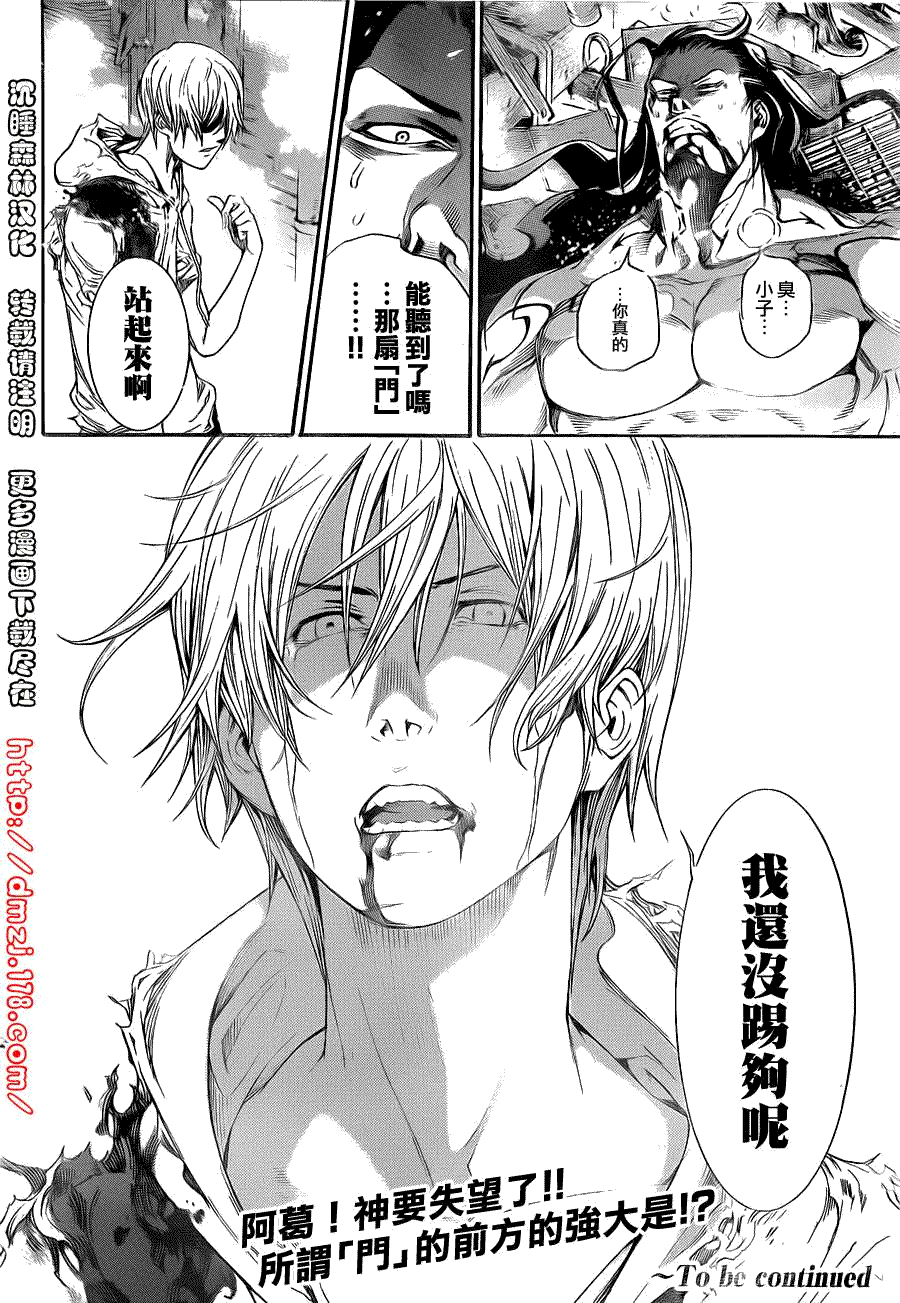 臭…
小子…
…你真的
能聽到了嗎
…那扇「門」
……!!
站起來啊
我還沒踢夠呢
阿葛！神要失望了!!
所謂「門」的前方的強大是!?
~To be continued
沉睡森林汉化 转载请注明 更多漫画下载尽在 http://dmzj.178.com/